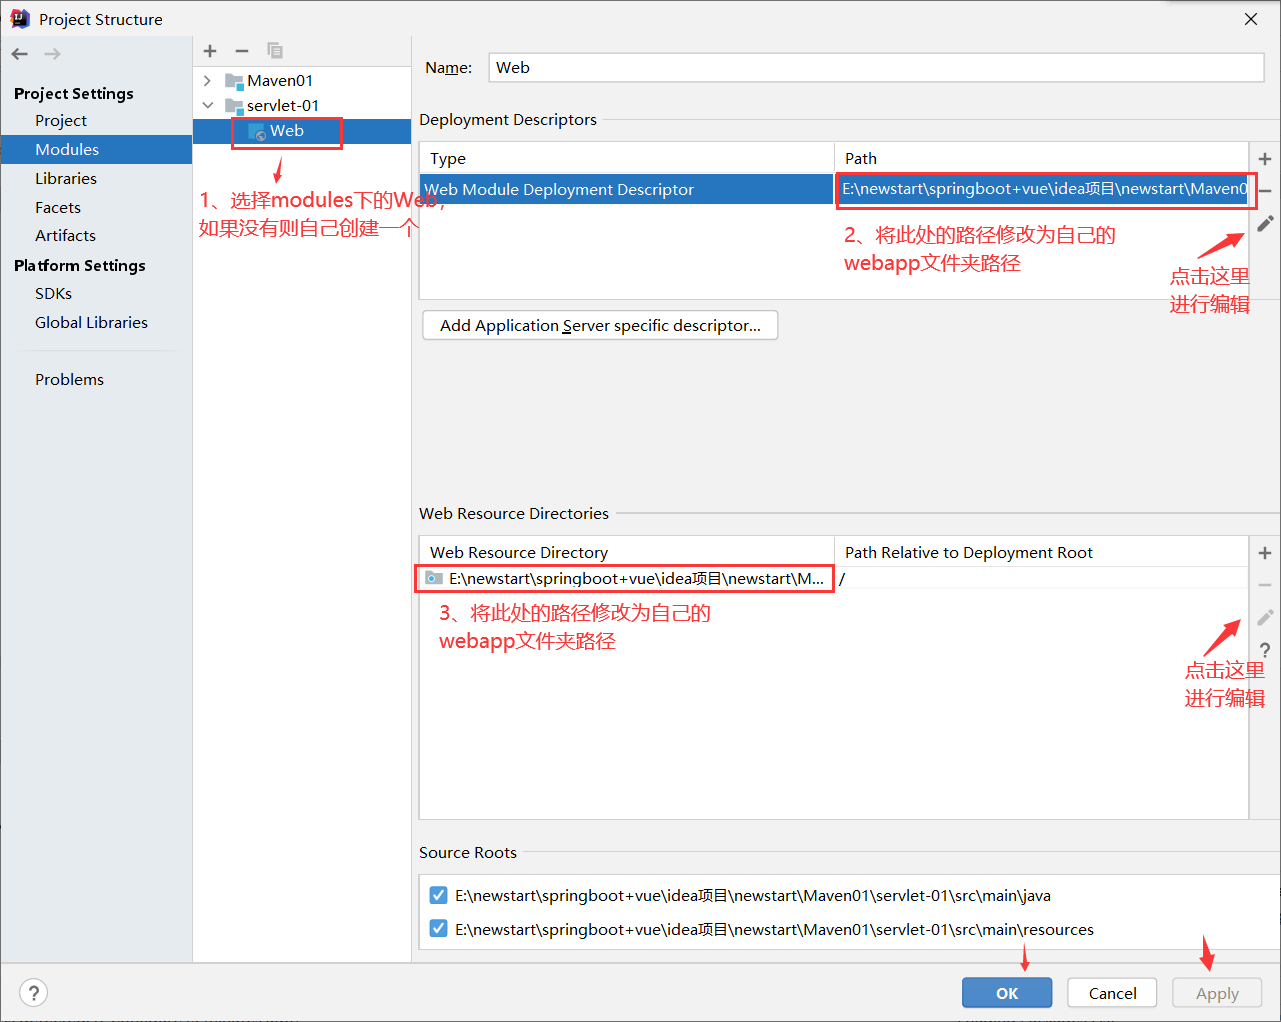 Project Structure
Project Settings
Project
Modules
Libraries
Facets
Artifacts
Platform Settings
SDKs
Global Libraries
Problems
Maven01
servlet-01
Web
1、选择modules下的Web,
如果没有则自己创建一个
Name: Web
Deployment Descriptors
Type Path
Web Module Deployment Descriptor E:\newstart\springboot+vue\idea项目\newstart\Maven0
2、将此处的路径修改为自己的
webapp文件夹路径
点击这里
进行编辑
Add Application Server specific descriptor...
Web Resource Directories
Web Resource Directory Path Relative to Deployment Root
E:\newstart\springboot+vue\idea项目\newstart\M... /
3、将此处的路径修改为自己的
webapp文件夹路径
点击这里
进行编辑
Source Roots
E:\newstart\springboot+vue\idea项目\newstart\Maven01\servlet-01\src\main\java
E:\newstart\springboot+vue\idea项目\newstart\Maven01\servlet-01\src\main\resources
? OK Cancel Apply